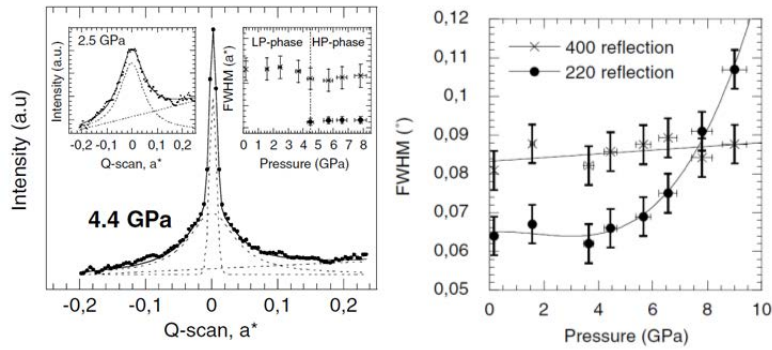 2.5 GPa
Intensity (a.u.)
-0,2 -0,1 0 0,1 0,2
Q-scan, a*
LP-phase HP-phase
FWHM (a*)
0 1 2 3 4 5 6 7 8
Pressure (GPa)
Intensity (a.u)
4.4 GPa
-0,2 -0,1 0 0,1 0,2
Q-scan, a*
0,12
0,11
0,1
0,09
0,08
0,07
0,06
0,05
FWHM (°)
400 reflection
220 reflection
0 2 4 6 8 10
Pressure (GPa)